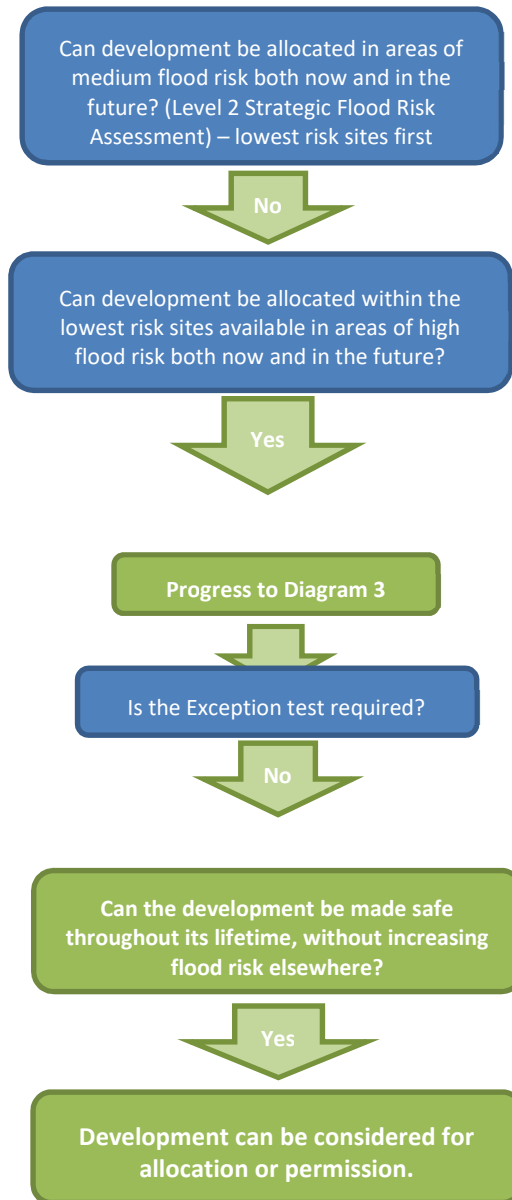 Can development be allocated in areas of
medium flood risk both now and in the
future? (Level 2 Strategic Flood Risk
Assessment) – lowest risk sites first
No
Can development be allocated within the
lowest risk sites available in areas of high
flood risk both now and in the future?
Yes
Progress to Diagram 3
Is the Exception test required?
No
Can the development be made safe
throughout its lifetime, without increasing
flood risk elsewhere?
Yes
Development can be considered for
allocation or permission.